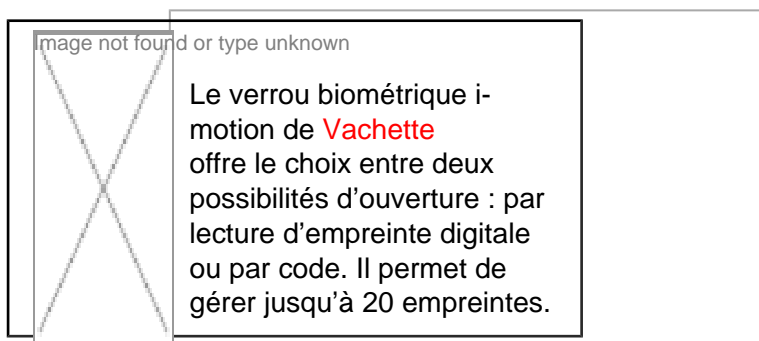 Image not found or type unknown
Le verrou biométrique i-
motion de Vachette
offre le choix entre deux
possibilités d’ouverture : par
lecture d’empreinte digitale
ou par code. Il permet de
gérer jusqu’à 20 empreintes.